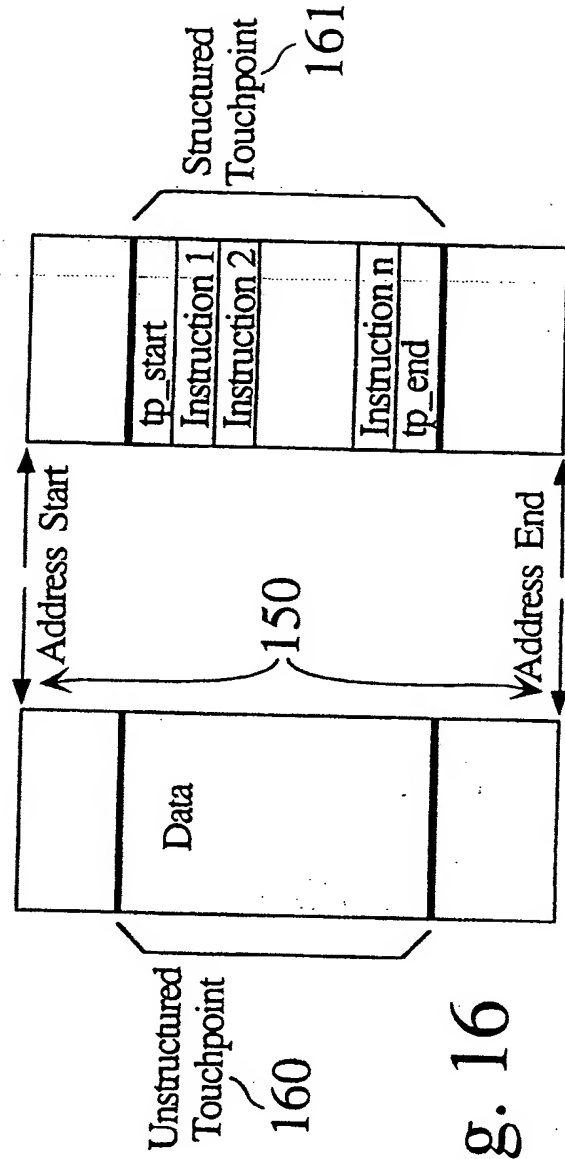 Address Start
Unstructured
Touchpoint
160
Data
150
tp_start
Instruction 1
Instruction 2
Instruction n
tp_end
Structured
Touchpoint
161
Address End
g. 16